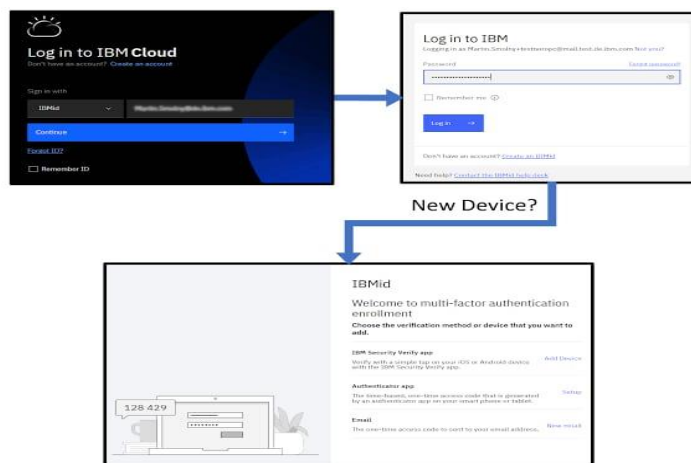 Log in to IBM Cloud
Don't have an account? Create an account
Sign in with
IBMid
Continue →
Forgot ID?
Remember ID
Log in to IBM
Logging in as Not you?
Password Forgot password?
Remember me
Log in →
Don't have an account? Create an IBMid
Need help? Contact the IBMid help desk
New Device?
IBMid
Welcome to multi-factor authentication
enrollment
Choose the verification method or device that you want to
add.
IBM Security Verify app
Verify with a simple tap on your iOS or Android device
with the IBM Security Verify app.
Add Device
Authenticator app
The time-based, one-time access code that is generated
by an authenticator app on your smart phone or tablet.
Setup
Email
The one-time access code to sent to your email address.
New email
128 429